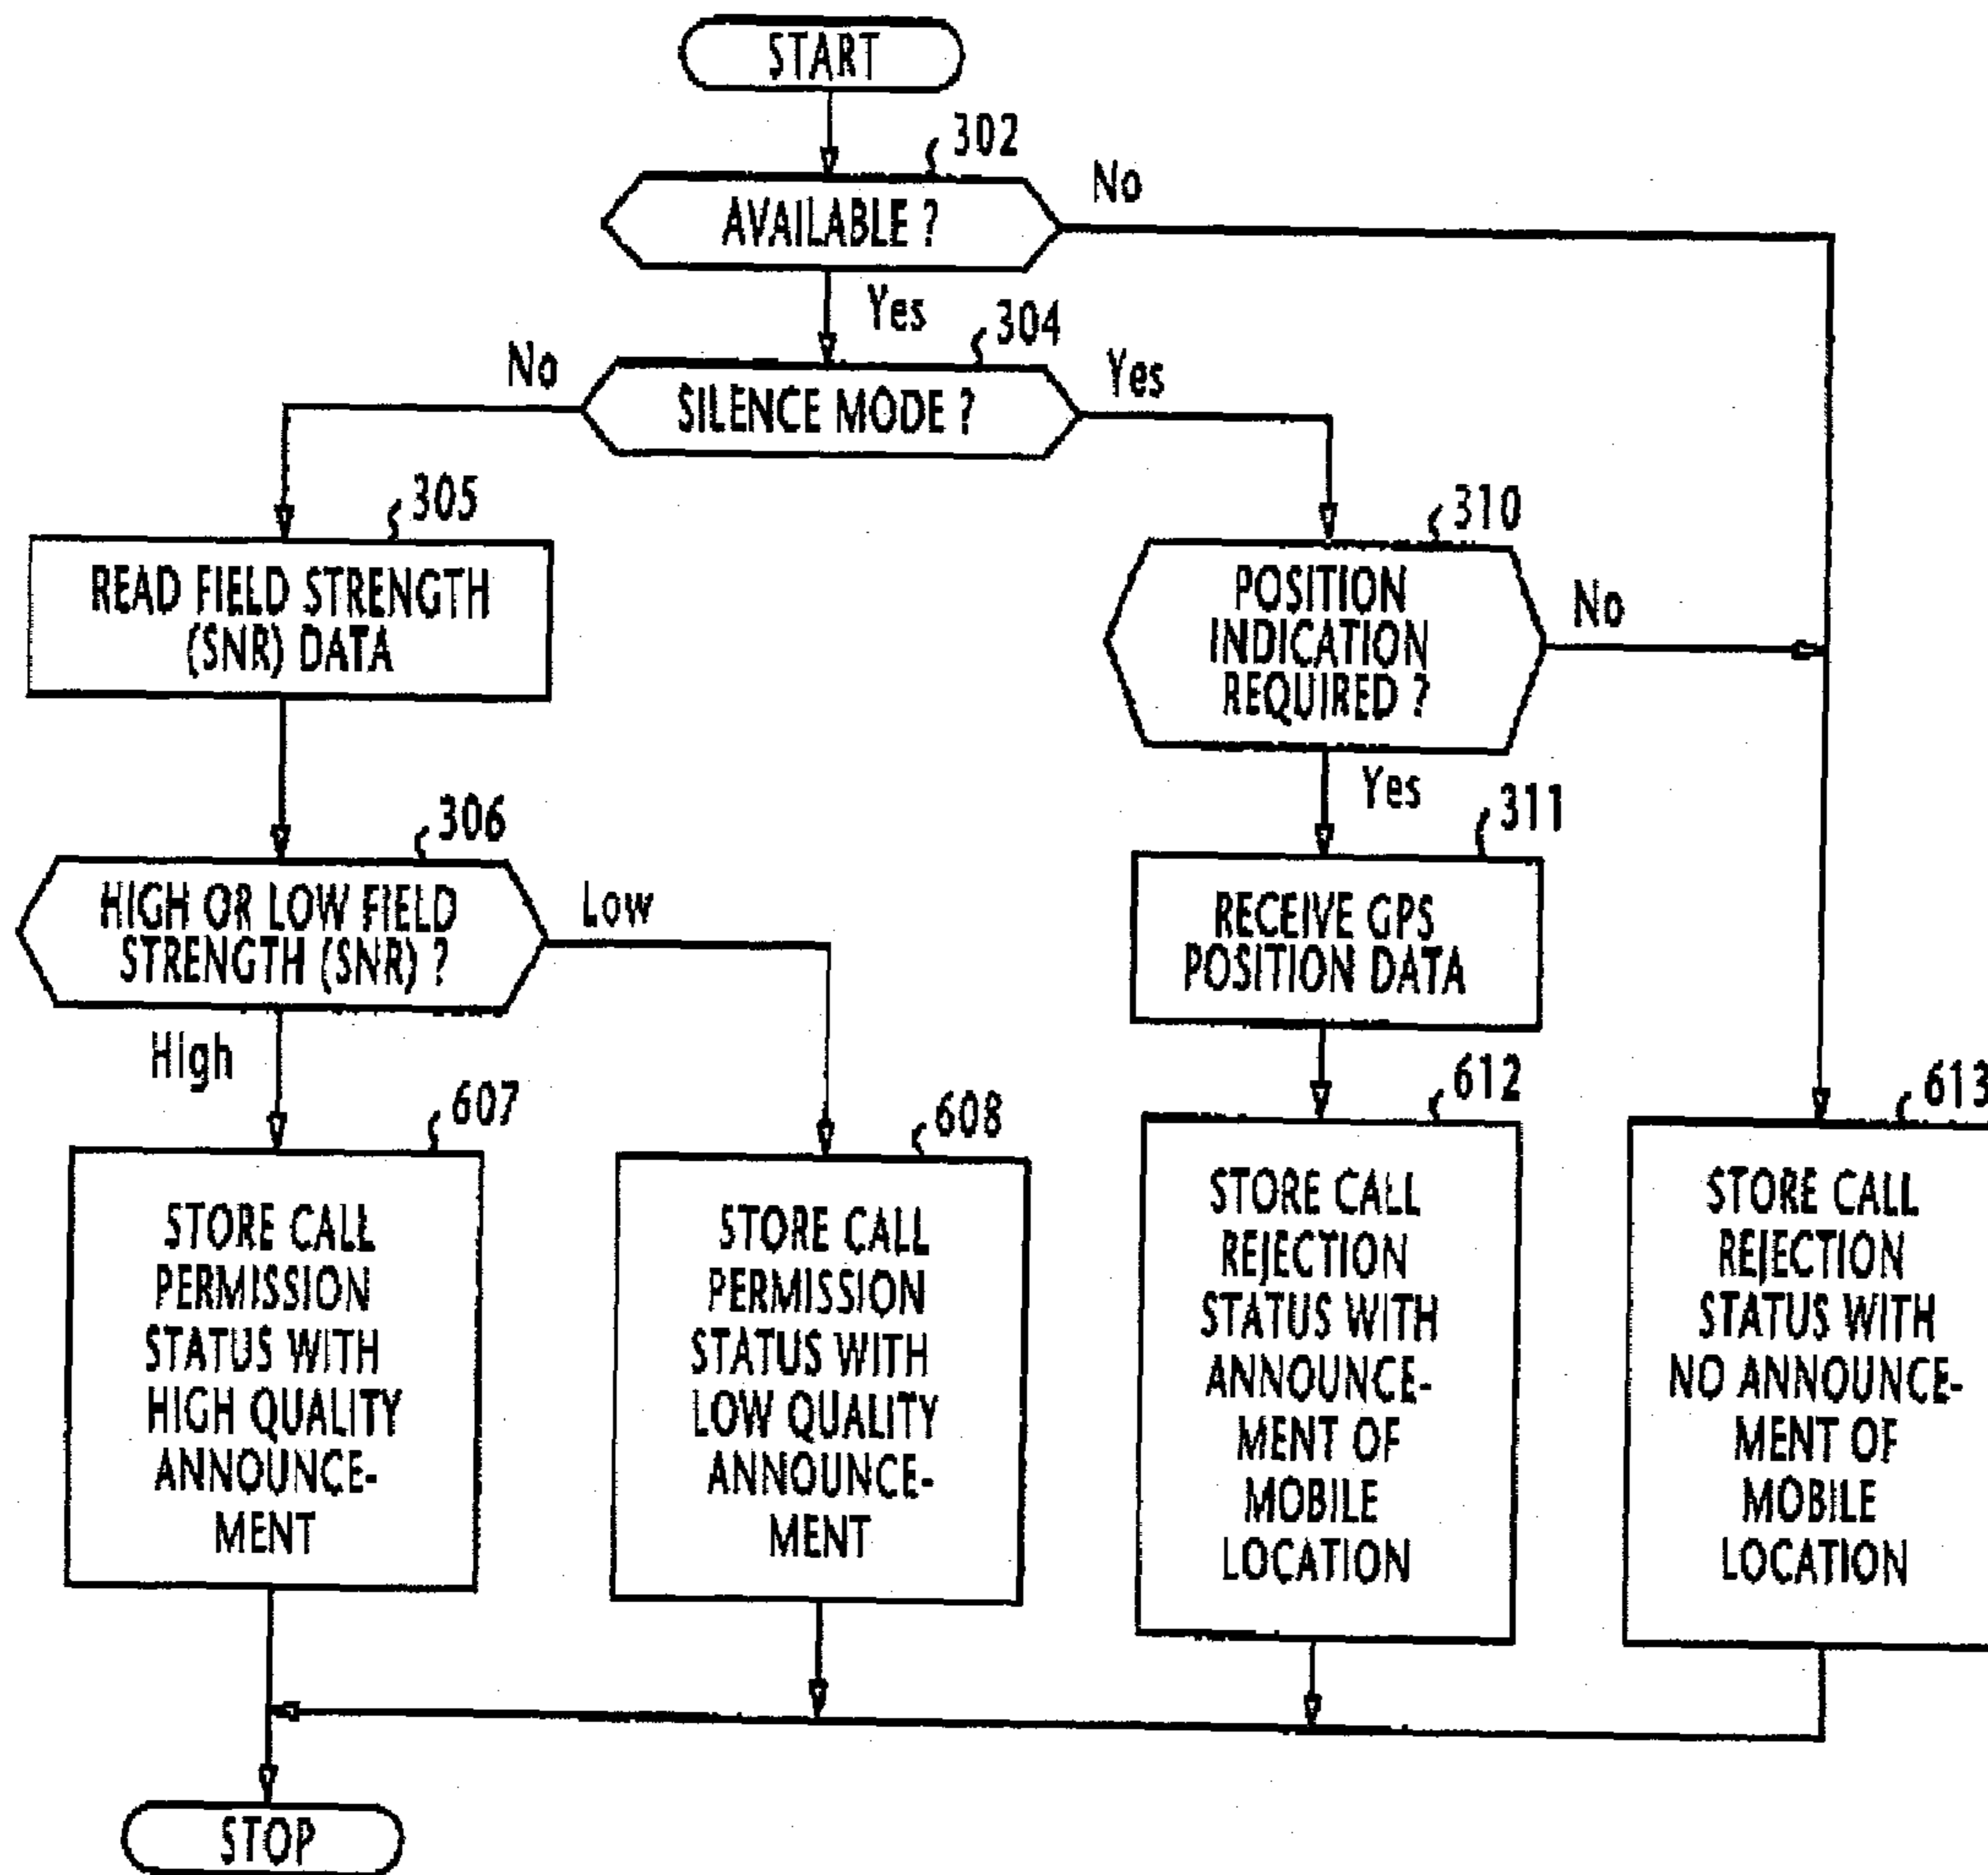 START
302
AVAILABLE ?
No
Yes
304
No
SILENCE MODE ?
Yes
305
READ FIELD STRENGTH
(SNR) DATA
310
POSITION
INDICATION
REQUIRED ?
No
Yes
306
HIGH OR LOW FIELD
STRENGTH (SNR) ?
Low
High
311
RECEIVE GPS
POSITION DATA
607
STORE CALL
PERMISSION
STATUS WITH
HIGH QUALITY
ANNOUNCE-
MENT
608
STORE CALL
PERMISSION
STATUS WITH
LOW QUALITY
ANNOUNCE-
MENT
612
STORE CALL
REJECTION
STATUS WITH
ANNOUNCE-
MENT OF
MOBILE
LOCATION
613
STORE CALL
REJECTION
STATUS WITH
NO ANNOUNCE-
MENT OF
MOBILE
LOCATION
STOP